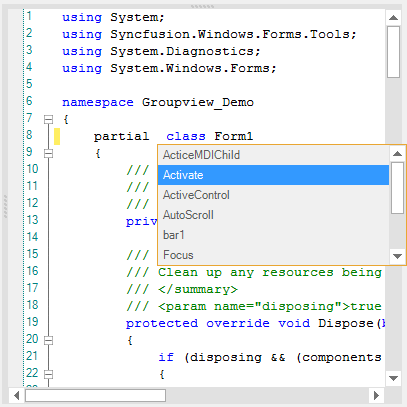 1 using System;
2 using Syncfusion.Windows.Forms.Tools;
3 using System.Diagnostics;
4 using System.Windows.Forms;
5
6 namespace Groupview_Demo
7 {
8 partial class Form1
9 {
ActiceMDIChild
10 ///
Activate
11 ///
ActiveControl
12 ///
AutoScroll
13 priv
bar1
14
Focus
15 ///
16 /// Clean up any resources being
17 /// </summary>
18 /// <param name="disposing">true
19 protected override void Dispose(b
20 {
21 if (disposing && (components
22 {